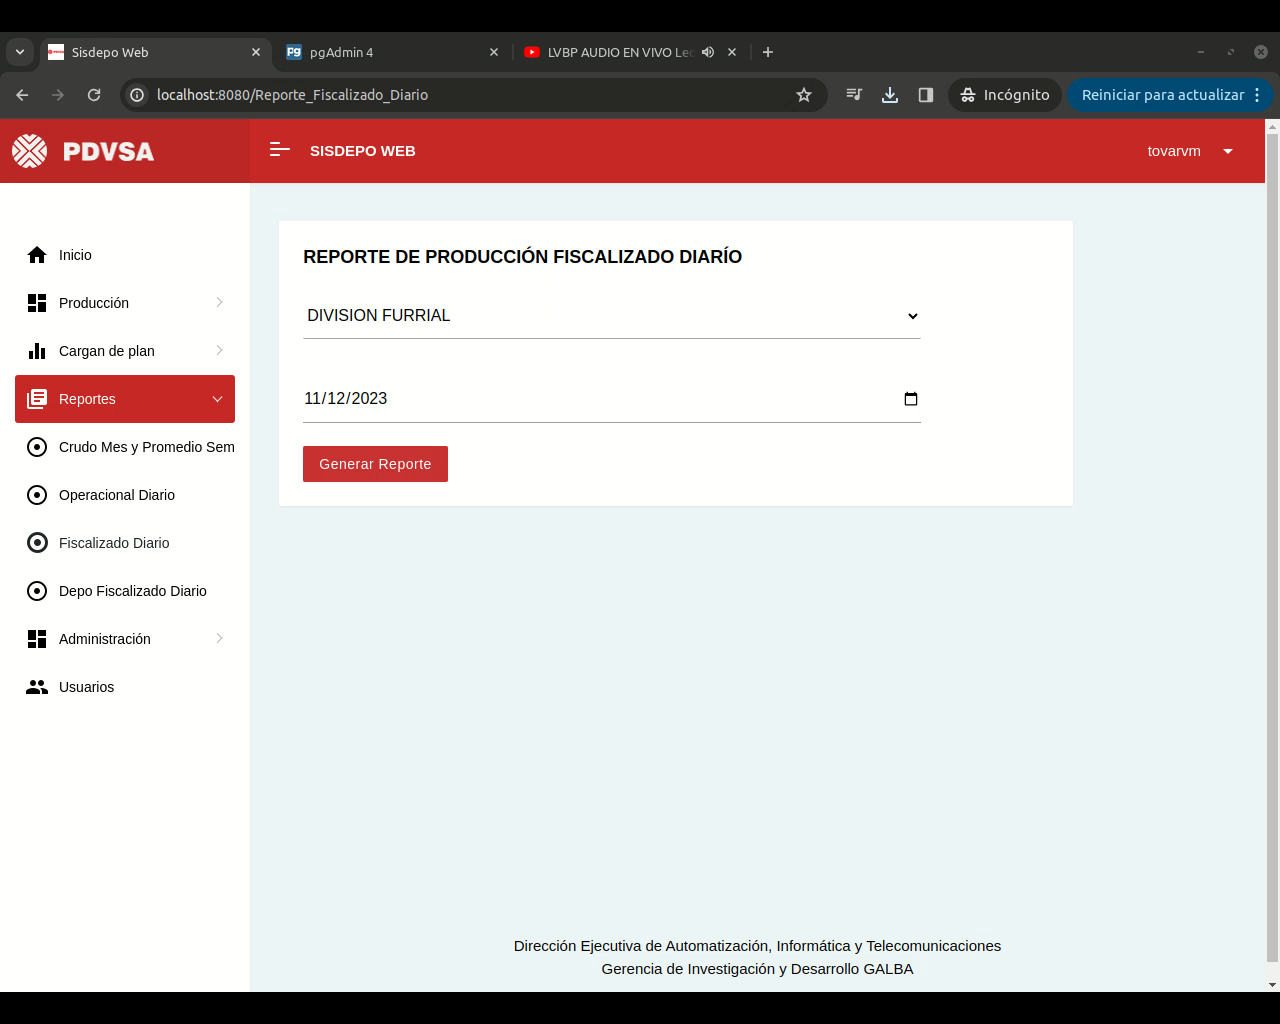 Sisdepo Web
pgAdmin 4
LVBP AUDIO EN VIVO Leo
localhost:8080/Reporte_Fiscalizado_Diario
Incógnito
Reiniciar para actualizar
PDVSA
SISDEPO WEB
tovarvm
Inicio
Producción
Cargan de plan
Reportes
Crudo Mes y Promedio Sem
Operacional Diario
Fiscalizado Diario
Depo Fiscalizado Diario
Administración
Usuarios
REPORTE DE PRODUCCIÓN FISCALIZADO DIARÍO
DIVISION FURRIAL
11/12/2023
Generar Reporte
Dirección Ejecutiva de Automatización, Informática y Telecomunicaciones
Gerencia de Investigación y Desarrollo GALBA